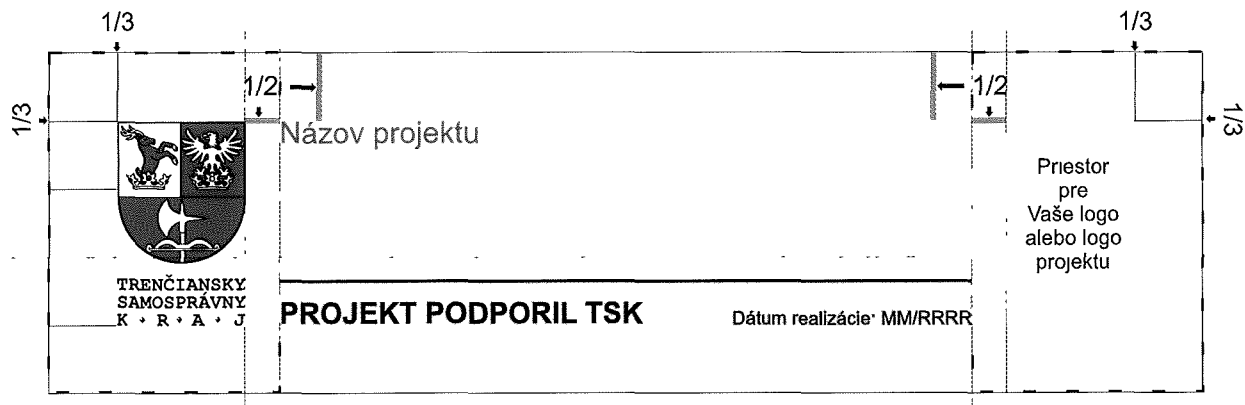 1/3
1/3
1/2
1/2
1/3
1/3
Názov projektu
Priestor
pre
Vaše logo
alebo logo
projektu
TRENČIANSKY
SAMOSPRÁVNY
K • R • A • J
PROJEKT PODPORIL TSK
Dátum realizácie: MM/RRRR